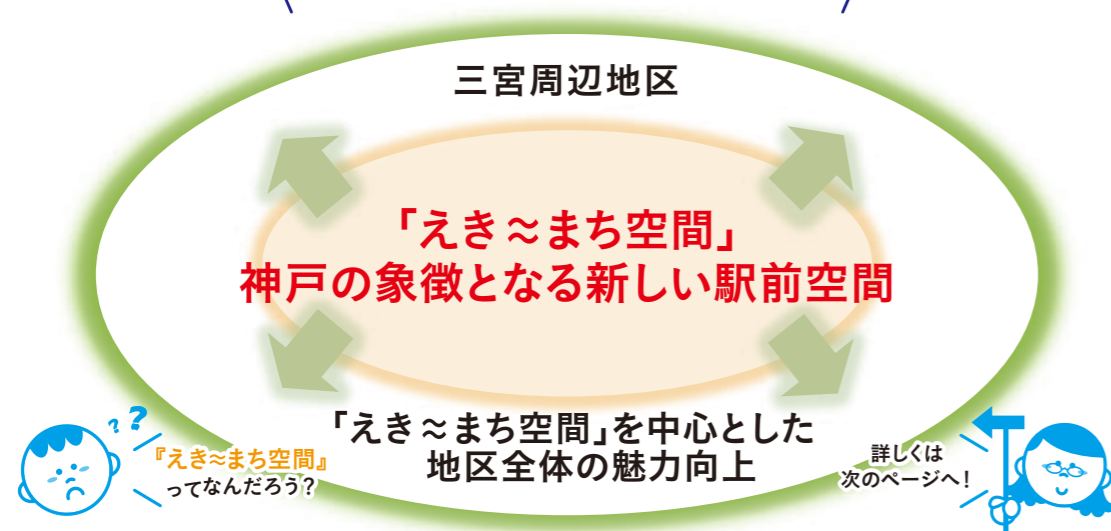 三宮周辺地区
「えき≈まち空間」
神戸の象徴となる新しい駅前空間
「えき≈まち空間」を中心とした
地区全体の魅力向上
??
『えき≈まち空間』
ってなんだろう？
詳しくは
次のページへ！